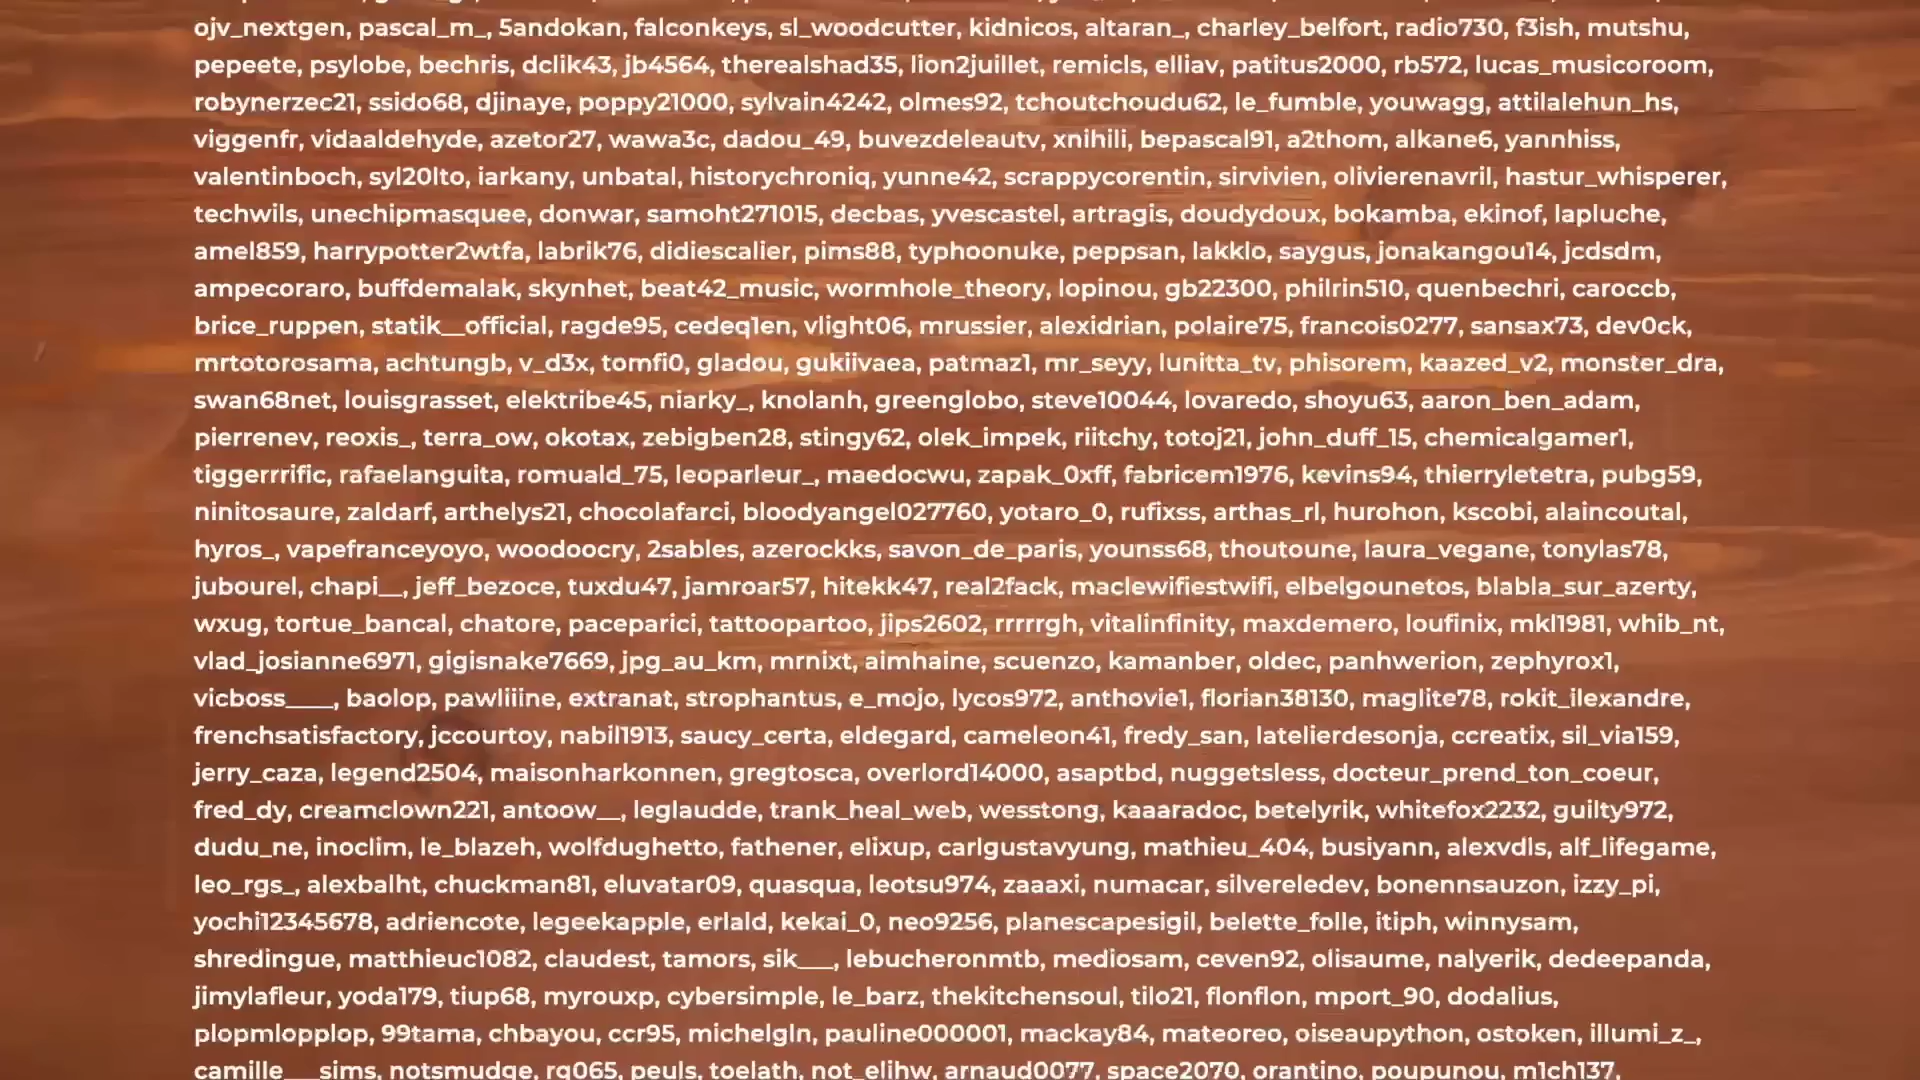 ojv_nextgen, pascal_m_, 5andokan, falconkeys, sl_woodcutter, kidnicos, altaran_, charley_belfort, radio730, f3ish, mutshu,
pepeete, psylobe, bechris, dclik43, jb4564, therealshad35, lion2juillet, remicls, elliav, patitus2000, rb572, lucas_musicoroom,
robynerzec21, ssido68, djinaye, poppy21000, sylvain4242, olmes92, tchoutchoudu62, le_fumble, youwagg, attilalehun_hs,
viggenfr, vidaaldehyde, azetor27, wawa3c, dadou_49, buvezdeleautv, xnihili, bepascal91, a2thom, alkane6, yannhiss,
valentinboch, syl20lto, iarkany, unbatal, historychroniq, yunne42, scrappycorentin, sirvivien, olivierenavril, hastur_whisperer,
techwils, unechipmasquee, donwar, samoht271015, decbas, yvescastel, artragis, doudydoux, bokamba, ekinof, lapluche,
amel859, harrypotter2wtfa, labrik76, didiescalier, pims88, typhoonuke, peppsan, lakklo, saygus, jonakangou14, jcdsdm,
ampecoraro, buffdemalak, skynhet, beat42_music, wormhole_theory, lopinou, gb22300, philrin510, quenbechri, caroccb,
brice_ruppen, statik__official, ragde95, cedeq1en, vlight06, mrussier, alexidrian, polaire75, francois0277, sansax73, dev0ck,
mrtotorosama, achtungb, v_d3x, tomfi0, gladou, gukiivaea, patmaz1, mr_seyy, lunitta_tv, phisorem, kaazed_v2, monster_dra,
swan68net, louisgrasset, elektribe45, niarky_, knolanh, greenglobo, steve10044, lovaredo, shoyu63, aaron_ben_adam,
pierrenev, reoxis_, terra_ow, okotax, zebigben28, stingy62, olek_impek, riitchy, totoj21, john_duff_15, chemicalgamer1,
tiggerrrific, rafaelanguita, romuald_75, leoparleur_, maedocwu, zapak_0xff, fabricem1976, kevins94, thierryletetra, pubg59,
ninitosaure, zaldarf, arthelys21, chocolafarci, bloodyangel027760, yotaro_0, rufixss, arthas_rl, hurohon, kscobi, alaincoutal,
hyros_, vapefranceyoyo, woodoocry, 2sables, azerockks, savon_de_paris, younss68, thoutoune, laura_vegane, tonylas78,
jubourel, chapi__, jeff_bezoce, tuxdu47, jamroar57, hitekk47, real2fack, maclewifiestwifi, elbelgounetos, blabla_sur_azerty,
wxug, tortue_bancal, chatore, paceparici, tattoopartoo, jips2602, rrrrrgh, vitalinfinity, maxdemero, loufinix, mkl1981, whib_nt,
vlad_josianne6971, gigisnake7669, jpg_au_km, mrnixt, aimhaine, scuenzo, kamanber, oldec, panhwerion, zephyrox1,
vicboss____, baolop, pawliiine, extranat, strophantus, e_mojo, lycos972, anthovie1, florian38130, maglite78, rokit_ilexandre,
frenchsatisfactory, jccourtoy, nabil1913, saucy_certa, eldegard, cameleon41, fredy_san, latelierdesonja, ccreatix, sil_via159,
jerry_caza, legend2504, maisonharkonnen, gregtosca, overlord14000, asaptbd, nuggetsless, docteur_prend_ton_coeur,
fred_dy, creamclown221, antoow__, leglaudde, trank_heal_web, wesstong, kaaaradoc, betelyrik, whitefox2232, guilty972,
dudu_ne, inoclim, le_blazeh, wolfdughetto, fathener, elixup, carlgustavyung, mathieu_404, busiyann, alexvdls, alf_lifegame,
leo_rgs_, alexbalht, chuckman81, eluvatar09, quasqua, leotsu974, zaaaxi, numacar, silvereledev, bonennsauzon, izzy_pi,
yochi12345678, adriencote, legeekapple, erlald, kekai_0, neo9256, planescapesigil, belette_folle, itiph, winnysam,
shredingue, matthieuc1082, claudest, tamors, sik___, lebucheronmtb, mediosam, ceven92, olisaume, nalyerik, dedeepanda,
jimylafleur, yoda179, tiup68, myrouxp, cybersimple, le_barz, thekitchensoul, tilo21, flonflon, mport_90, dodalius,
plopmlopplop, 99tama, chbayou, ccr95, michelgln, pauline000001, mackay84, mateoreo, oiseaupython, ostoken, illumi_z_,
camille___sims, notsmudge, rq065, peuls, toelath, not_elihw, arnaud0077, space2070, orantino, poupunou, m1ch137,